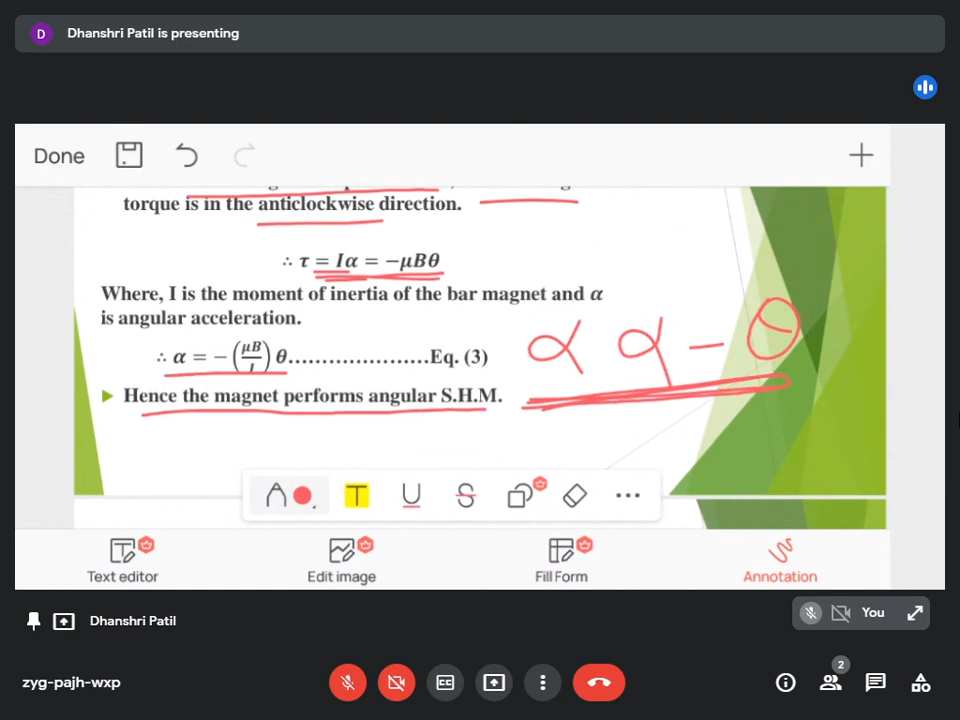 D Dhanshri Patil is presenting
Done
torque is in the anticlockwise direction.
∴ τ = Iα = −μBθ
Where, I is the moment of inertia of the bar magnet and α
is angular acceleration.
∴ α = −(μB/I) θ.....................Eq. (3)
α α − θ
Hence the magnet performs angular S.H.M.
T U S
Text editor Edit image Fill Form Annotation
Dhanshri Patil You
zyg-pajh-wxp CC 2